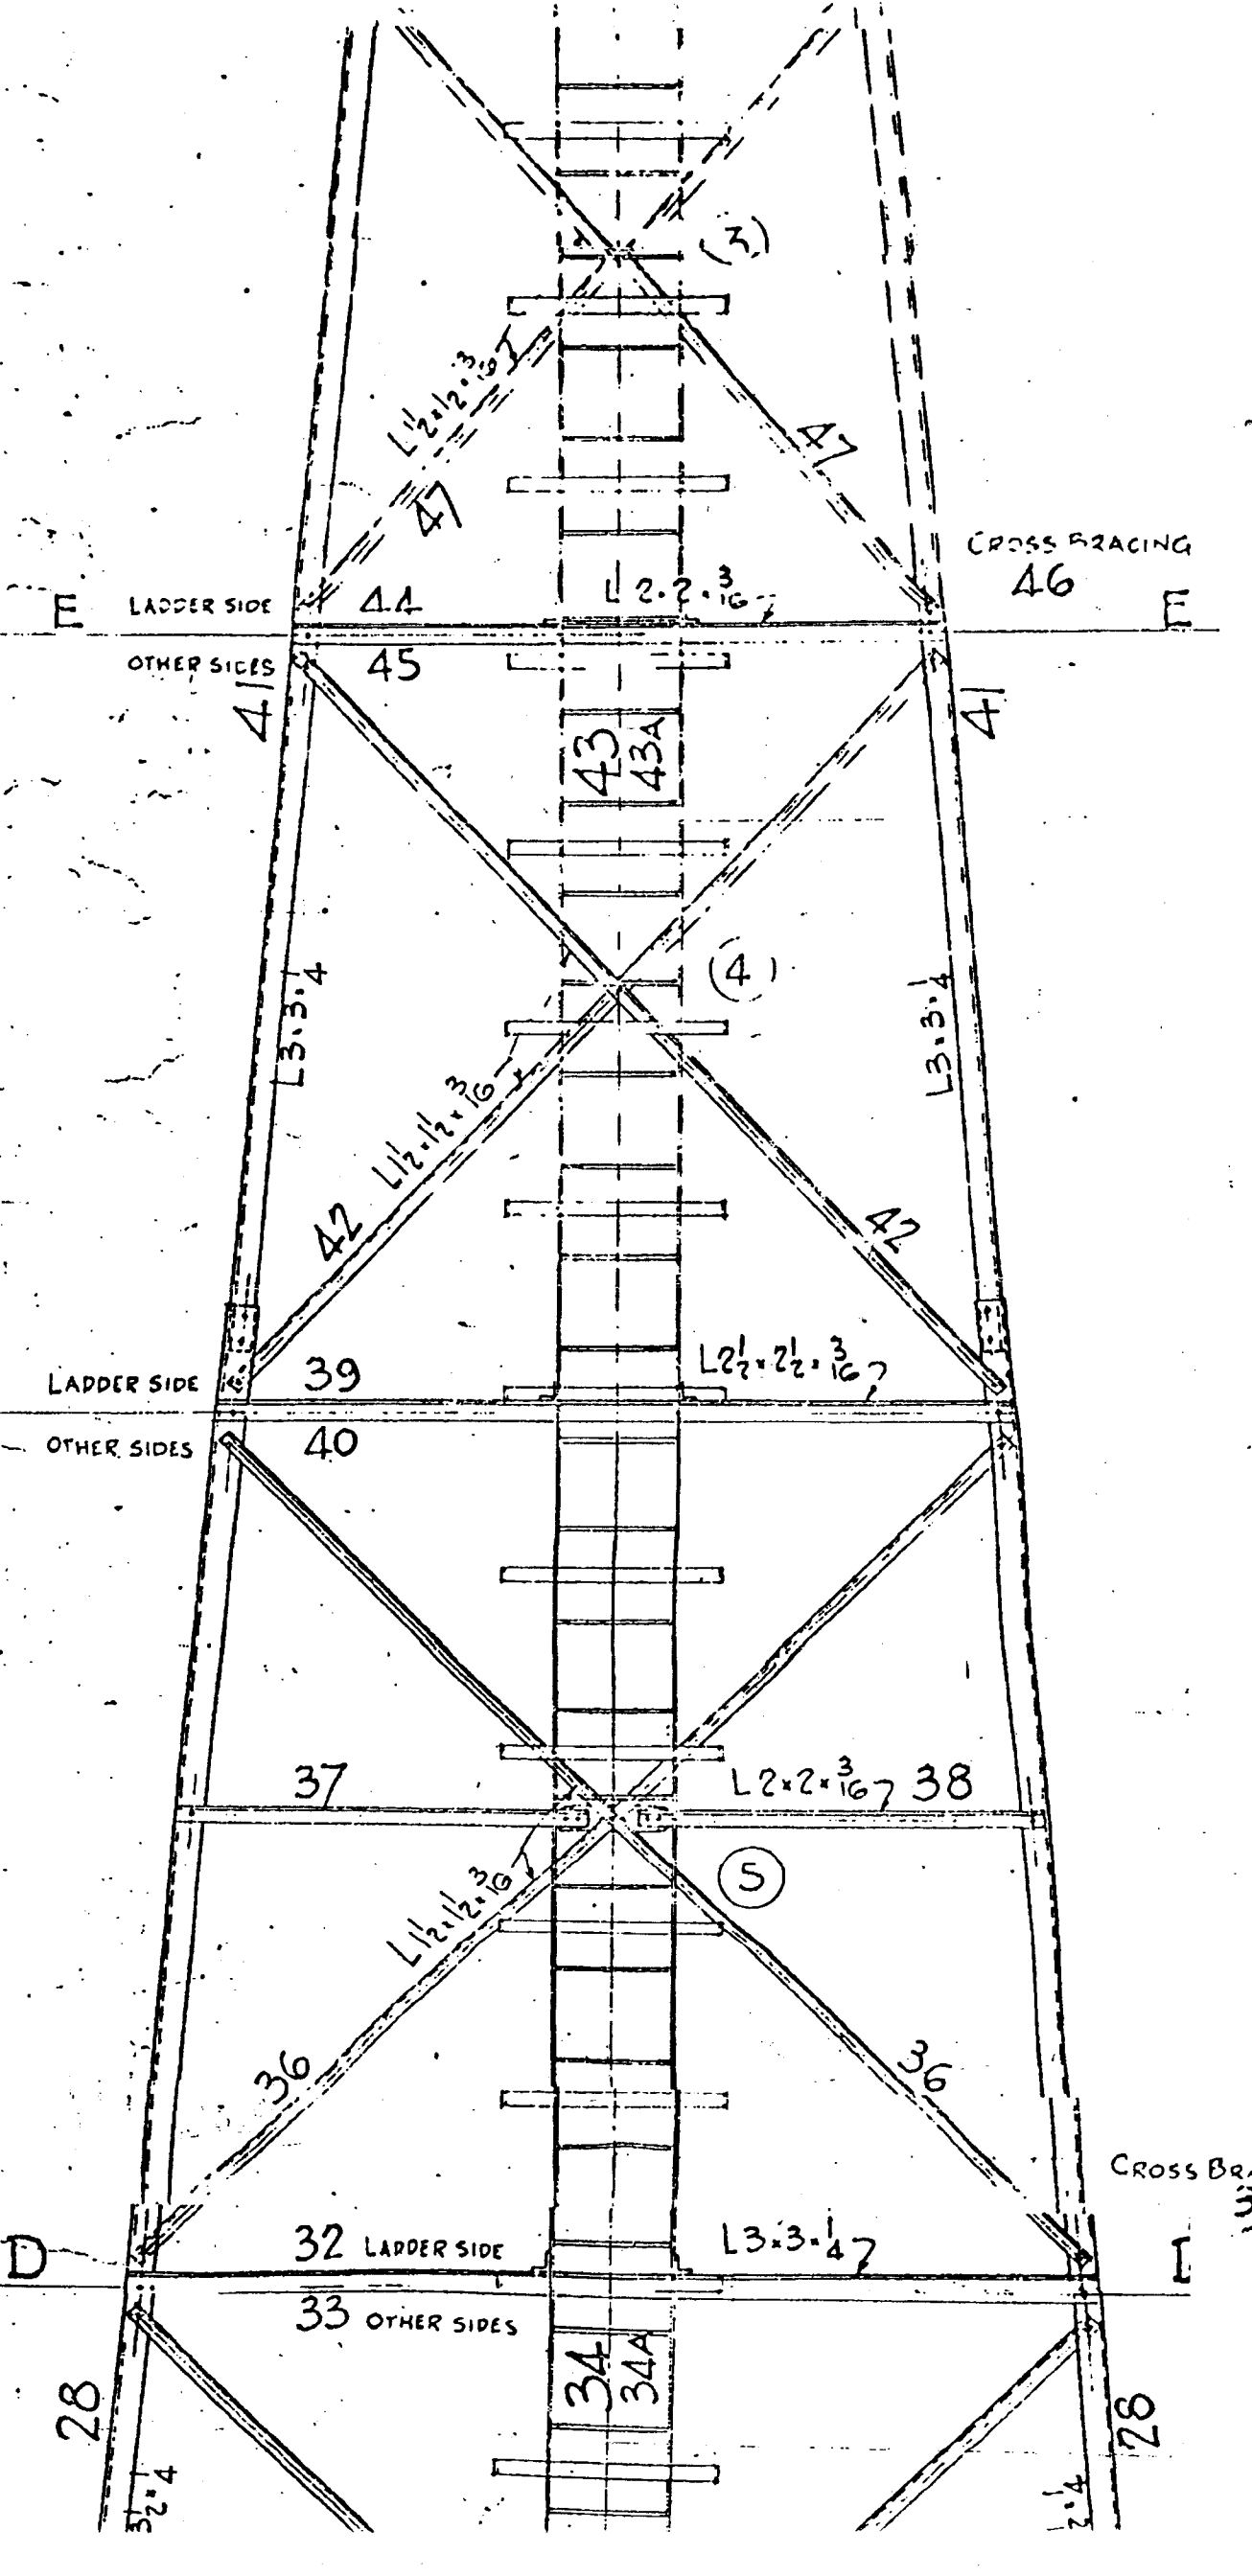 (3)
L1½×1½×3/16
47
47
CROSS BRACING
46
E
LADDER SIDE
44
L 2×2×3/16
E
OTHER SIDES
45
41
41
43
43A
(4)
L3×3×1/4
L3×3×1/4
L1½×1½×3/16
42
42
LADDER SIDE
39
L2½×2½×3/16
OTHER SIDES
40
37
L2×2×3/16
38
5
L1½×1½×3/16
36
36
CROSS
D
32 LADDER SIDE
L3×3×1/4
33 OTHER SIDES
34
34A
28
28